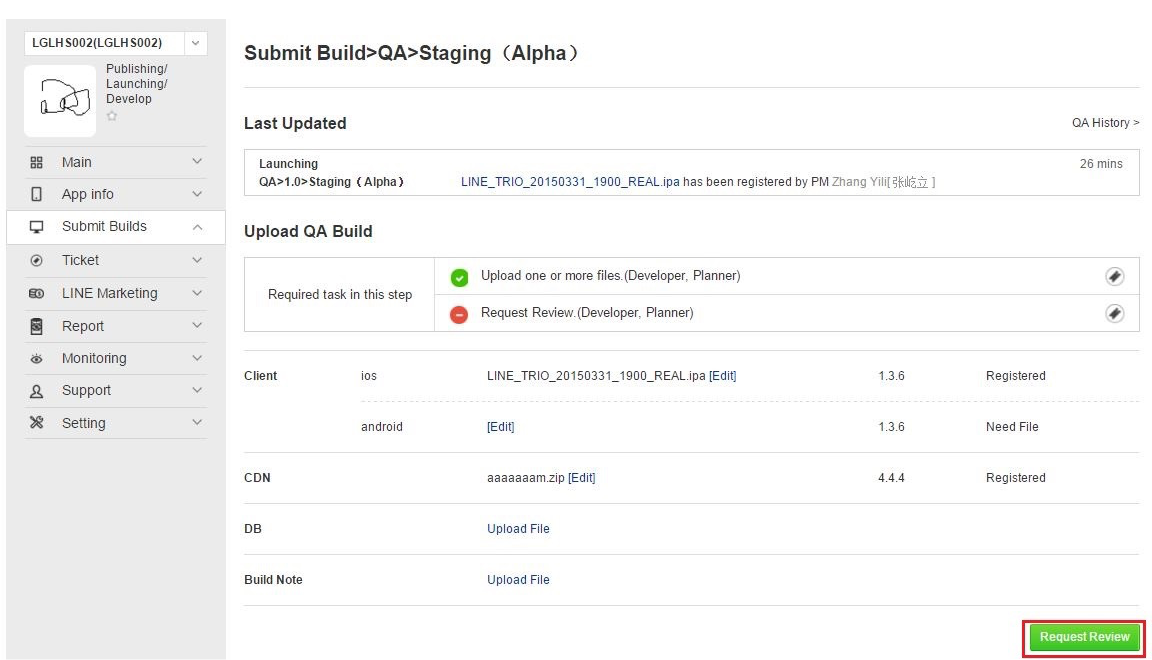 LGLHS002(LGLHS002)
Publishing/
Launching/
Develop
Main
App info
Submit Builds
Ticket
LINE Marketing
Report
Monitoring
Support
Setting
Submit Build>QA>Staging（Alpha）
Last Updated
QA History >
Launching
26 mins
QA>1.0>Staging（Alpha） LINE_TRIO_20150331_1900_REAL.ipa has been registered by PM Zhang Yili[张屹立 ]
Upload QA Build
Required task in this step
Upload one or more files.(Developer, Planner)
Request Review.(Developer, Planner)
Client ios LINE_TRIO_20150331_1900_REAL.ipa [Edit] 1.3.6 Registered
android [Edit] 1.3.6 Need File
CDN aaaaaaam.zip [Edit] 4.4.4 Registered
DB Upload File
Build Note Upload File
Request Review